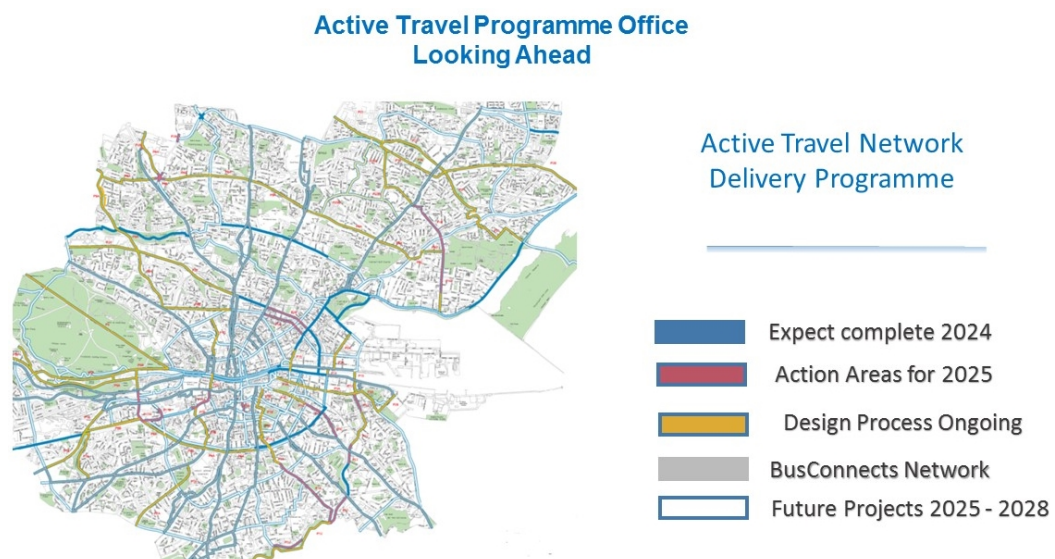 Active Travel Programme Office
Looking Ahead
Active Travel Network
Delivery Programme
Expect complete 2024
Action Areas for 2025
Design Process Ongoing
BusConnects Network
Future Projects 2025 - 2028